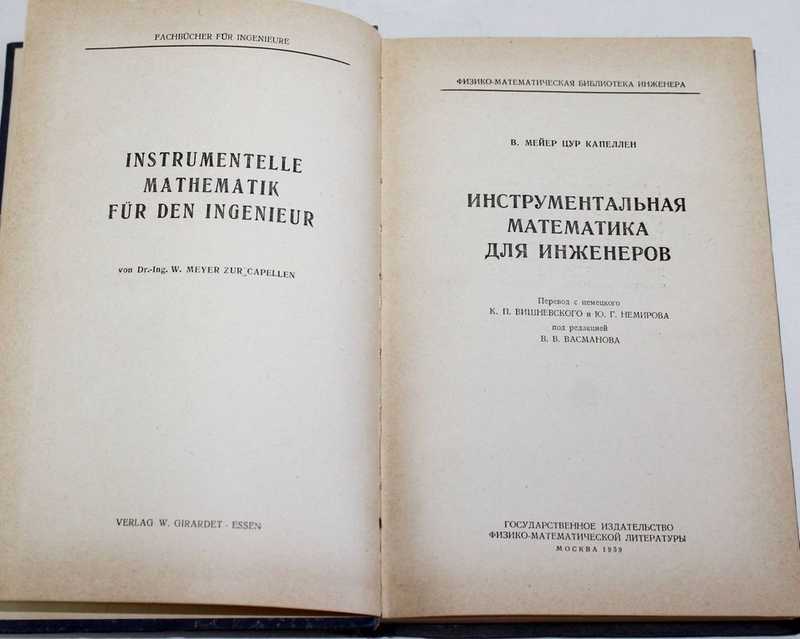 FACHBÜCHER FÜR INGENIEURE
INSTRUMENTELLE
MATHEMATIK
FÜR DEN INGENIEUR
von Dr.-Ing. W. MEYER ZUR CAPELLEN
VERLAG W. GIRARDET · ESSEN
ФИЗИКО-МАТЕМАТИЧЕСКАЯ БИБЛИОТЕКА ИНЖЕНЕРА
В. МЕЙЕР ЦУР КАПЕЛЛЕН
ИНСТРУМЕНТАЛЬНАЯ
МАТЕМАТИКА
ДЛЯ ИНЖЕНЕРОВ
Перевод с немецкого
К. П. ВИШНЕВСКОГО и Ю. Г. НЕМИРОВА
под редакцией
В. В. ВАСМАНОВА
ГОСУДАРСТВЕННОЕ ИЗДАТЕЛЬСТВО
ФИЗИКО-МАТЕМАТИЧЕСКОЙ ЛИТЕРАТУРЫ
МОСКВА 1959